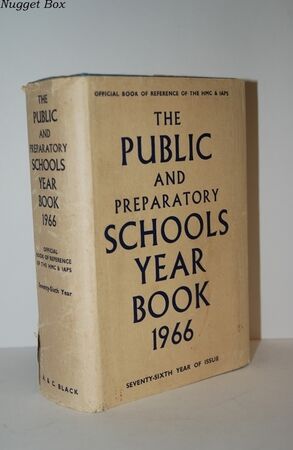 Nugget Box
THE
PUBLIC
AND
PREPARATORY
SCHOOLS
YEAR
BOOK
1966
OFFICIAL
BOOK OF REFERENCE
OF THE HMC & IAPS
Seventy-Sixth Year
A & C BLACK
OFFICIAL BOOK OF REFERENCE OF THE HMC & IAPS
THE
PUBLIC
AND
PREPARATORY
SCHOOLS
YEAR
BOOK
1966
SEVENTY-SIXTH YEAR OF ISSUE